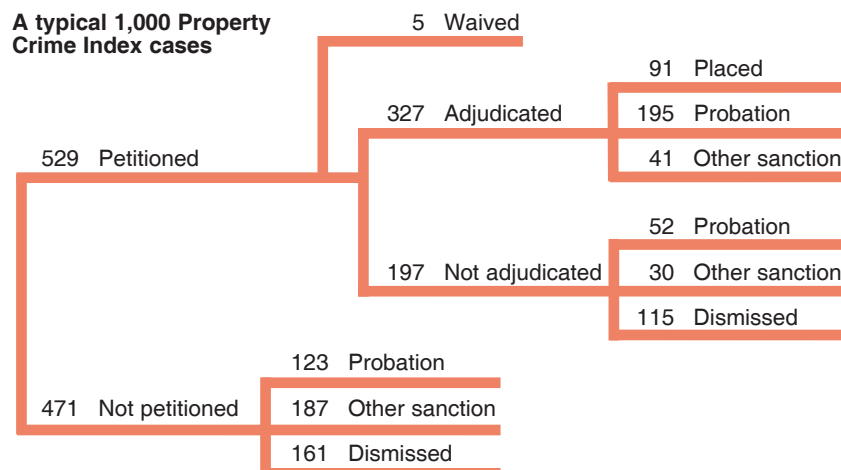 A typical 1,000 Property
Crime Index cases
5 Waived
91 Placed
327 Adjudicated
195 Probation
529 Petitioned
41 Other sanction
52 Probation
197 Not adjudicated
30 Other sanction
115 Dismissed
123 Probation
471 Not petitioned
187 Other sanction
161 Dismissed